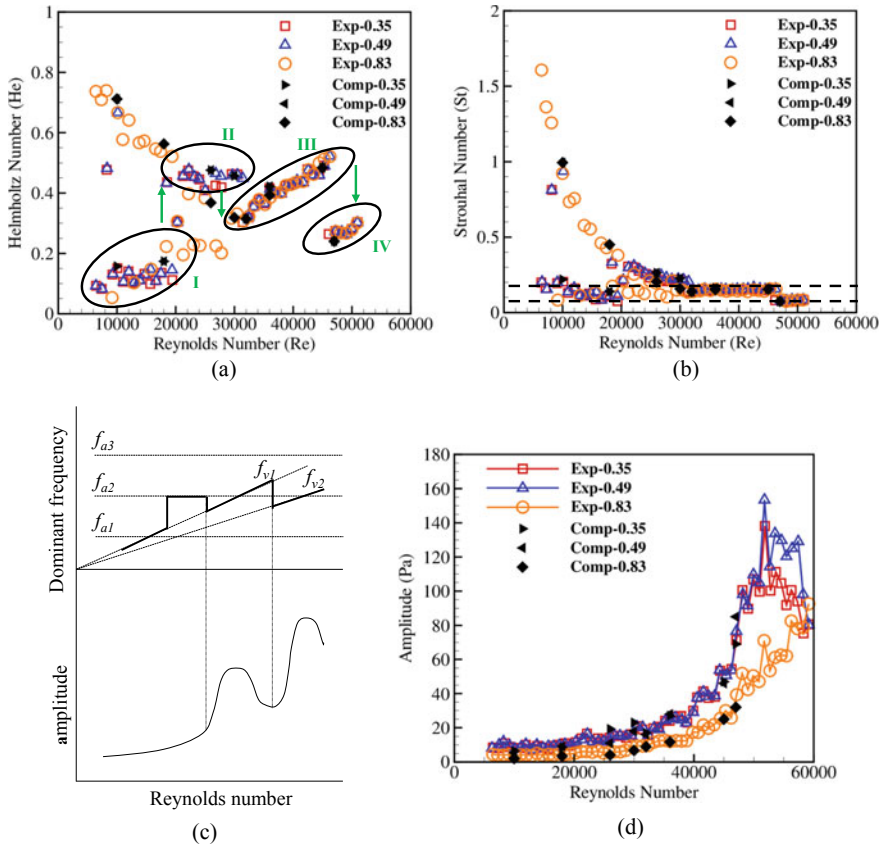 Helmholtz Number (He)
1
0.8
0.6
0.4
0.2
0
0 10000 20000 30000 40000 50000 60000
Reynolds Number (Re)
Exp-0.35
Exp-0.49
Exp-0.83
Comp-0.35
Comp-0.49
Comp-0.83
I
II
III
IV
(a)
Strouhal Number (St)
2
1.5
1
0.5
0
0 10000 20000 30000 40000 50000 60000
Reynolds Number (Re)
Exp-0.35
Exp-0.49
Exp-0.83
Comp-0.35
Comp-0.49
Comp-0.83
(b)
Dominant frequency
fa3
fa2
fa1
fv1
fv2
amplitude
Reynolds number
(c)
Amplitude (Pa)
180
160
140
120
100
80
60
40
20
0
0 20000 40000 60000
Reynolds Number
Exp-0.35
Exp-0.49
Exp-0.83
Comp-0.35
Comp-0.49
Comp-0.83
(d)